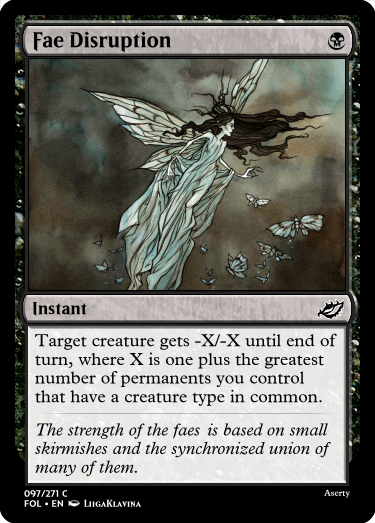 Fae Disruption
Instant
Target creature gets -X/-X until end of
turn, where X is one plus the greatest
number of permanents you control
that have a creature type in common.
The strength of the faes is based on small
skirmishes and the synchronized union of
many of them.
097/271 C
Aserty
FOL • EN LiigaKlavina